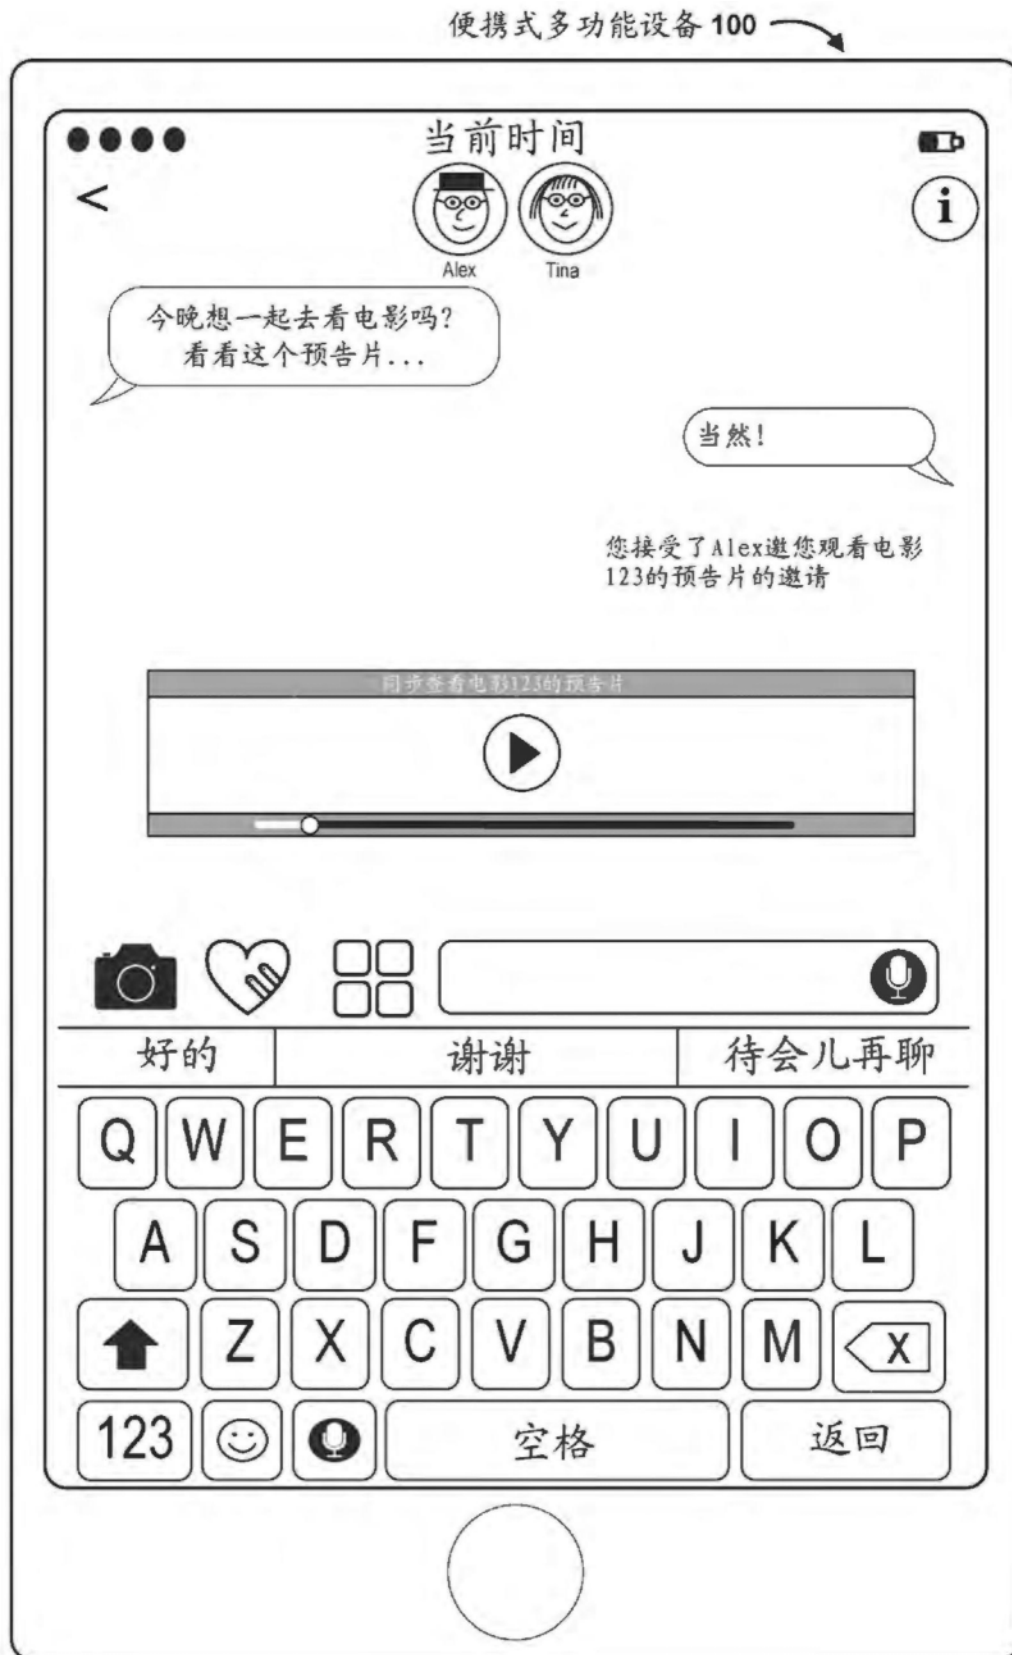 便携式多功能设备 100
当前时间
<
i
Alex Tina
今晚想一起去看电影吗?
看看这个预告片...
当然!
您接受了Alex邀您观看电影
123的预告片的邀请
同步查看电影123的预告片
好的 谢谢 待会儿再聊
Q W E R T Y U I O P
A S D F G H J K L
Z X C V B N M X
123 空格 返回